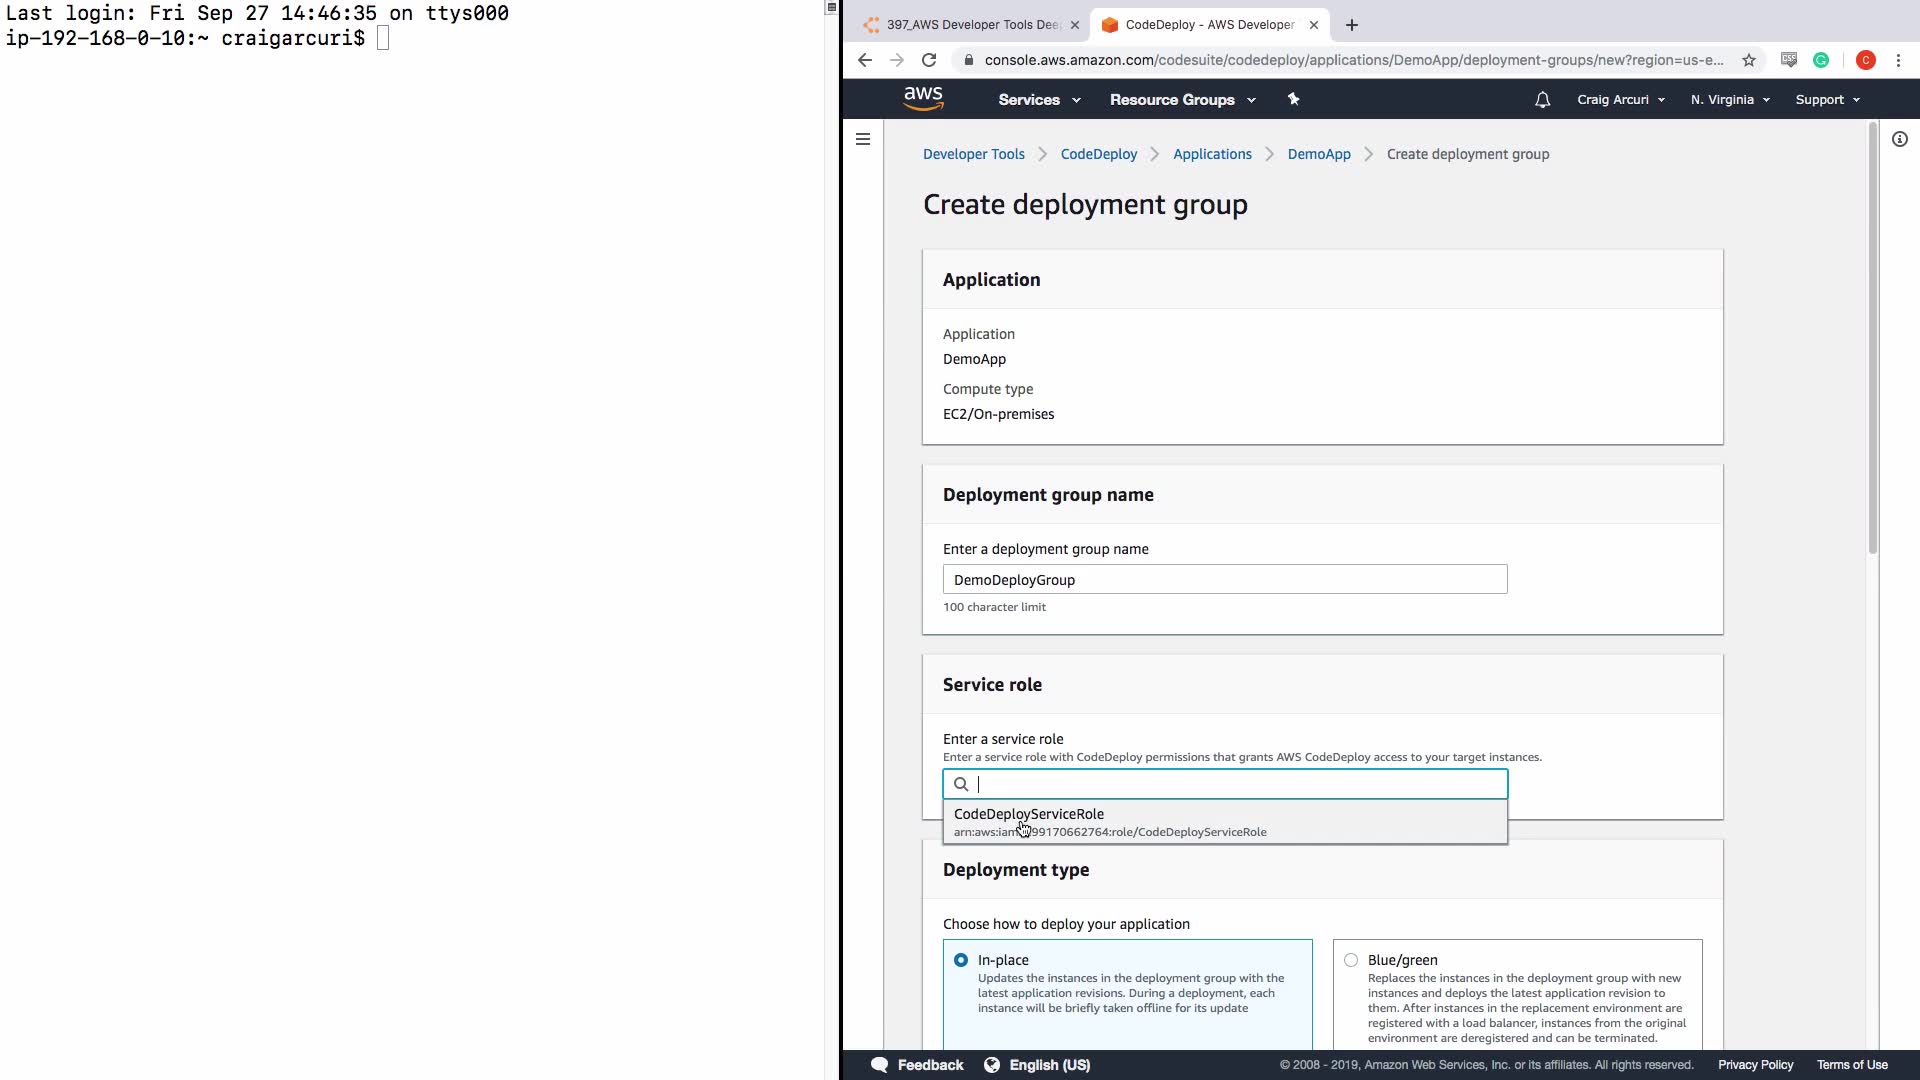 Last login: Fri Sep 27 14:46:35 on ttys000
ip-192-168-0-10:~ craigarcuri$
397_AWS Developer Tools Dee
CodeDeploy - AWS Developer
console.aws.amazon.com/codesuite/codedeploy/applications/DemoApp/deployment-groups/new?region=us-e...
CSS
C
aws
Services
Resource Groups
Craig Arcuri
N. Virginia
Support
Developer Tools
CodeDeploy
Applications
DemoApp
Create deployment group
Create deployment group
Application
Application
DemoApp
Compute type
EC2/On-premises
Deployment group name
Enter a deployment group name
DemoDeployGroup
100 character limit
Service role
Enter a service role
Enter a service role with CodeDeploy permissions that grants AWS CodeDeploy access to your target instances.
CodeDeployServiceRole
arn:aws:iam 99170662764:role/CodeDeployServiceRole
Deployment type
Choose how to deploy your application
In-place
Updates the instances in the deployment group with the
latest application revisions. During a deployment, each
instance will be briefly taken offline for its update
Blue/green
Replaces the instances in the deployment group with new
instances and deploys the latest application revision to
them. After instances in the replacement environment are
registered with a load balancer, instances from the original
environment are deregistered and can be terminated.
Feedback
English (US)
© 2008 - 2019, Amazon Web Services, Inc. or its affiliates. All rights reserved.
Privacy Policy
Terms of Use